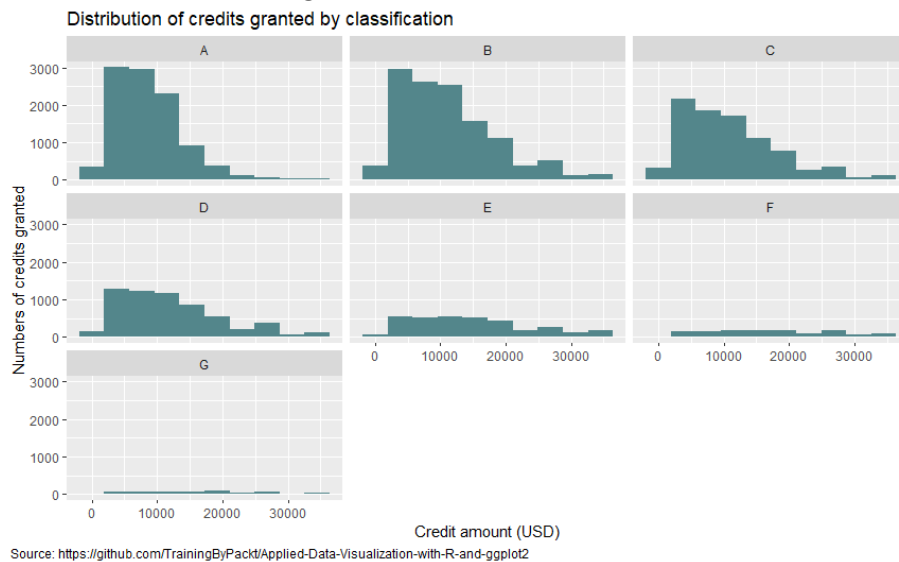 Distribution of credits granted by classification
A
B
C
3000
2000
1000
0
D
E
F
3000
2000
1000
0
0
10000
20000
30000
0
10000
20000
30000
G
3000
2000
1000
0
0
10000
20000
30000
Numbers of credits granted
Credit amount (USD)
Source: https://github.com/TrainingByPackt/Applied-Data-Visualization-with-R-and-ggplot2